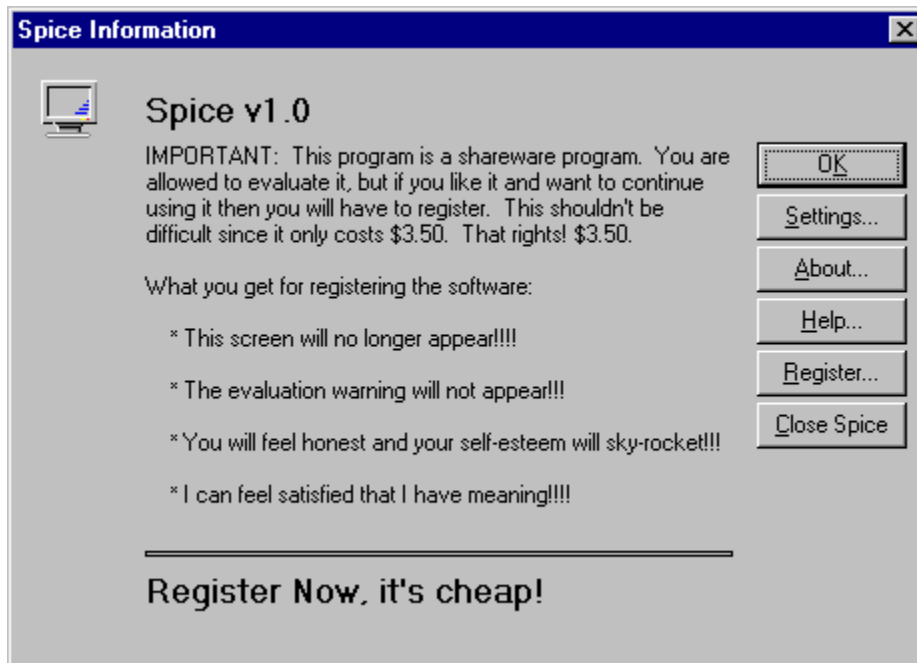 Spice Information
Spice v1.0
IMPORTANT:  This program is a shareware program.  You are
allowed to evaluate it, but if you like it and want to continue
using it then you will have to register.  This shouldn't be
difficult since it only costs $3.50.  That rights! $3.50.
What you get for registering the software:
* This screen will no longer appear!!!!
* The evaluation warning will not appear!!!
* You will feel honest and your self-esteem will sky-rocket!!!
* I can feel satisfied that I have meaning!!!!
Register Now, it's cheap!
OK
Settings...
About...
Help...
Register...
Close Spice